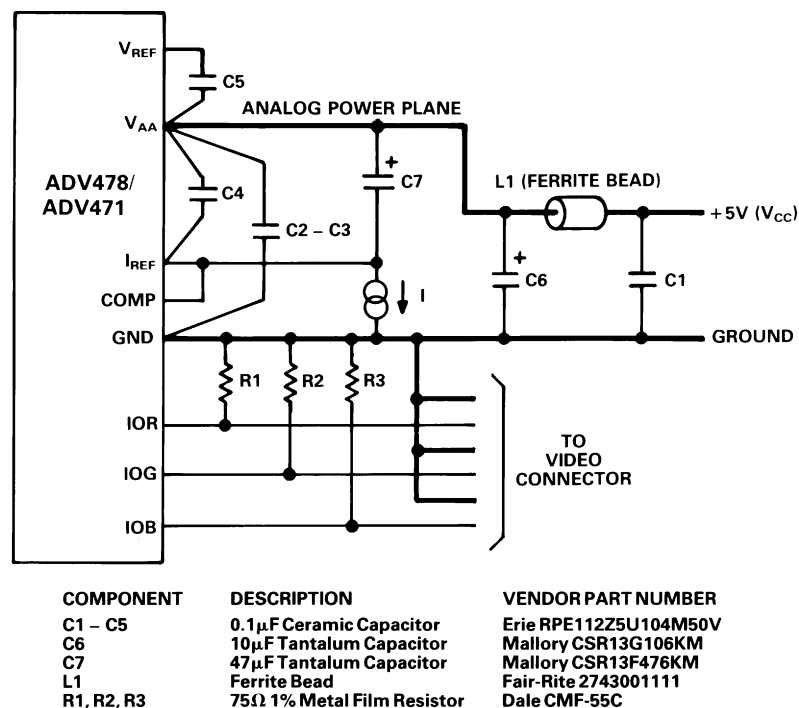 VREF
C5
ANALOG POWER PLANE
VAA
ADV478/
ADV471
C4
+
C7
L1 (FERRITE BEAD)
+5V (VCC)
C2 – C3
IREF
+
C6
C1
COMP
I
GND
GROUND
R1
R2
R3
IOR
TO
VIDEO
CONNECTOR
IOG
IOB
COMPONENT DESCRIPTION VENDOR PART NUMBER
C1 – C5 0.1μF Ceramic Capacitor Erie RPE112Z5U104M50V
C6 10μF Tantalum Capacitor Mallory CSR13G106KM
C7 47μF Tantalum Capacitor Mallory CSR13F476KM
L1 Ferrite Bead Fair-Rite 2743001111
R1, R2, R3 75Ω 1% Metal Film Resistor Dale CMF-55C